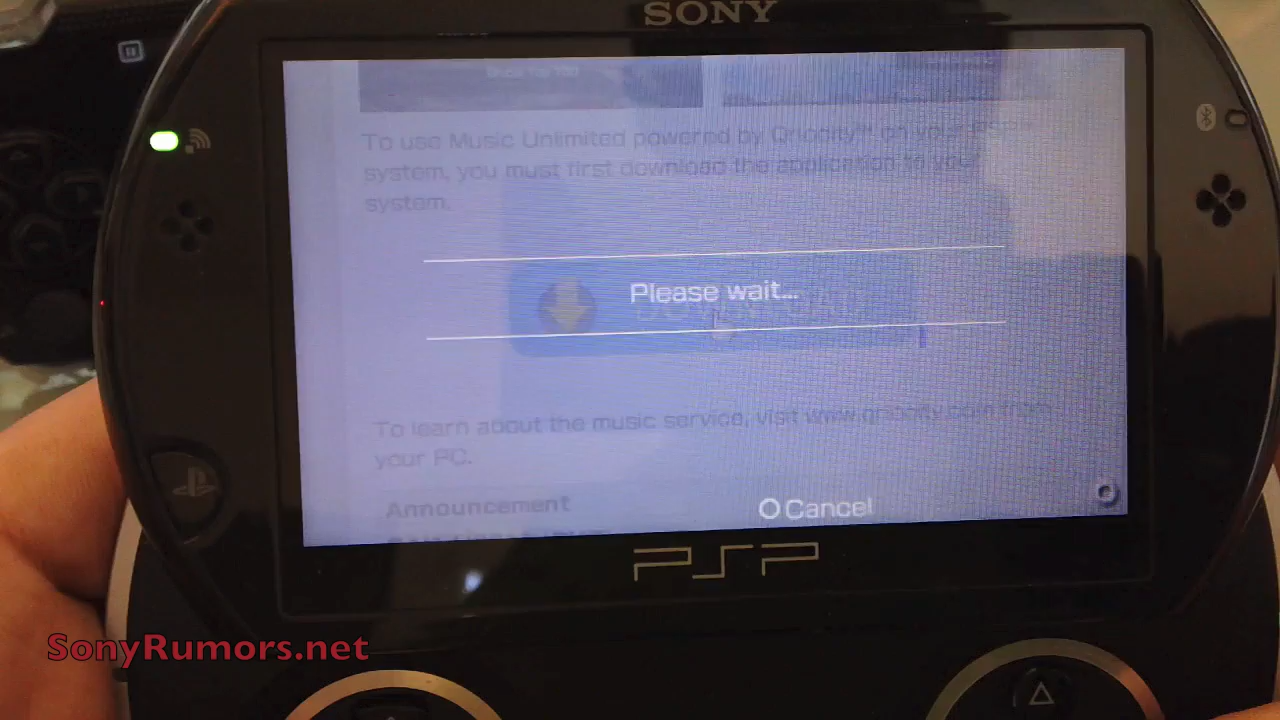 SONY
To use Music Unlimited powered by Qriocity™ on your
system, you must first download the application to your
system.
Please wait...
To learn about the music service, visit www.qriocity.com from
your PC.
Announcement
Cancel
PSP
SonyRumors.net